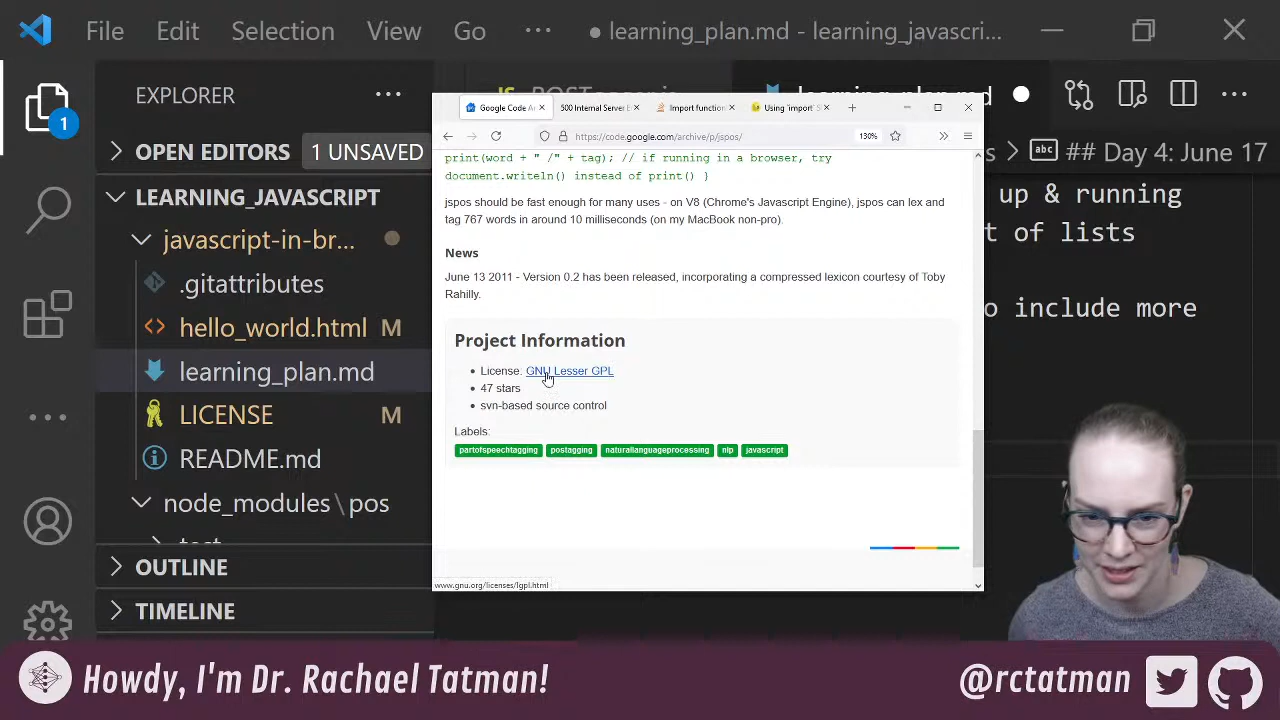 File Edit Selection View Go ··· ● learning_plan.md - learning_javascri...
EXPLORER ···
OPEN EDITORS 1 UNSAVED
LEARNING_JAVASCRIPT
javascript-in-br...
.gitattributes
hello_world.html M
learning_plan.md
LICENSE M
README.md
node_modules\pos
OUTLINE
TIMELINE
1
## Day 4: June 17
up & running
t of lists
o include more
Google Code A 500 Internal Server E Import function Using 'import' S
https://code.google.com/archive/p/jspos/ 130%
print(word + " /" + tag); // if running in a browser, try
document.writeln() instead of print() }
jspos should be fast enough for many uses - on V8 (Chrome's Javascript Engine), jspos can lex and
tag 767 words in around 10 milliseconds (on my MacBook non-pro).
News
June 13 2011 - Version 0.2 has been released, incorporating a compressed lexicon courtesy of Toby
Rahilly.
Project Information
License: GNU Lesser GPL
47 stars
svn-based source control
Labels:
partofspeechtagging postagging naturallanguageprocessing nlp javascript
www.gnu.org/licenses/lgpl.html
Howdy, I'm Dr. Rachael Tatman! @rctatman